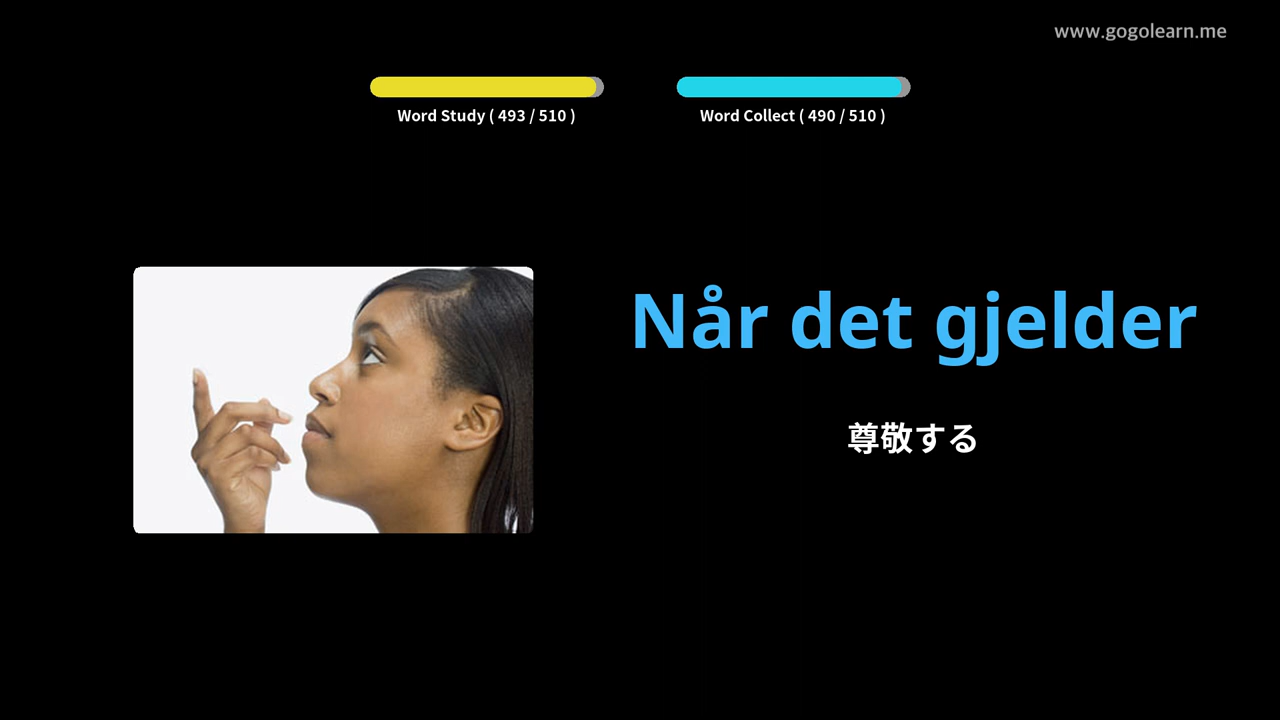 www.gogolearn.me
Word Study ( 493 / 510 )
Word Collect ( 490 / 510 )
Når det gjelder
尊敬する